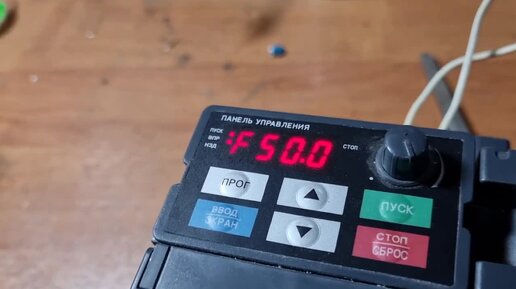 ПАНЕЛЬ УПРАВЛЕНИЯ
ПУСК
ВПР
НЗД
F50.0
СТОП
ПРОГ
▲
ПУСК
ВВОД
ЭКРАН
▼
СТОП
СБРОС